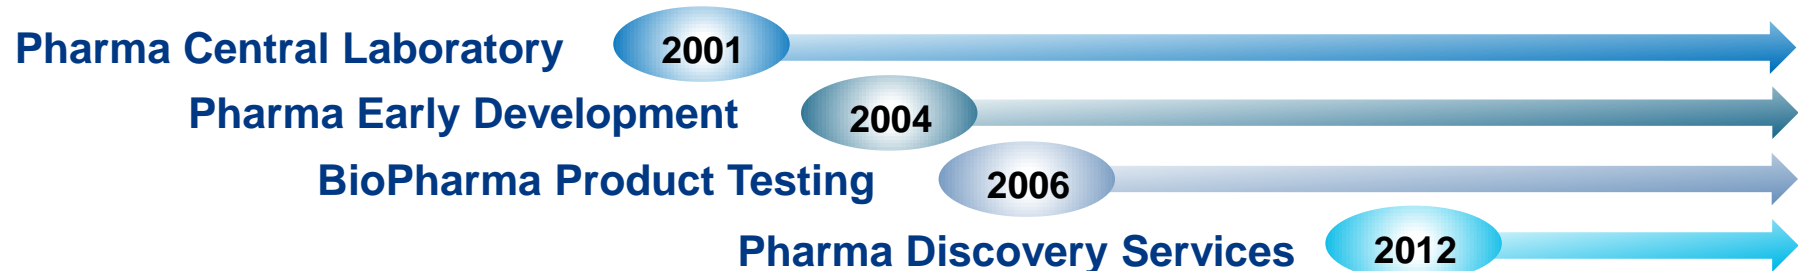 Pharma Central Laboratory 2001
Pharma Early Development 2004
BioPharma Product Testing 2006
Pharma Discovery Services 2012